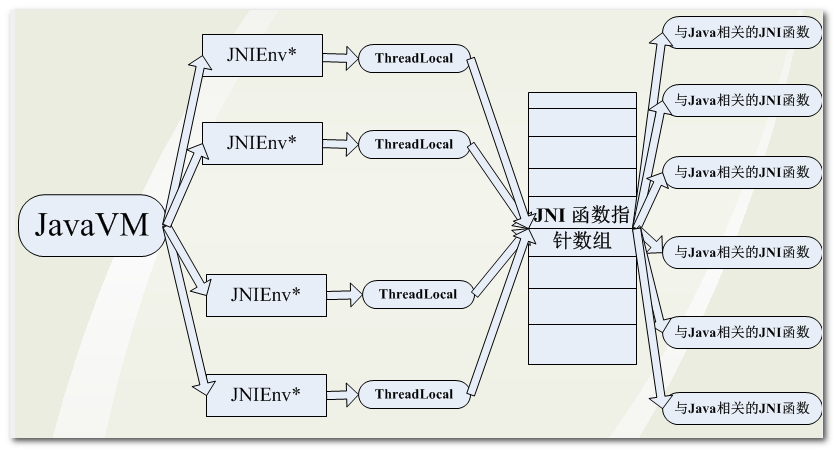 JavaVM
JNIEnv*
ThreadLocal
JNIEnv*
ThreadLocal
JNIEnv*
ThreadLocal
JNIEnv*
ThreadLocal
JNI 函数指
针数组
与Java相关的JNI函数
与Java相关的JNI函数
与Java相关的JNI函数
与Java相关的JNI函数
与Java相关的JNI函数
与Java相关的JNI函数